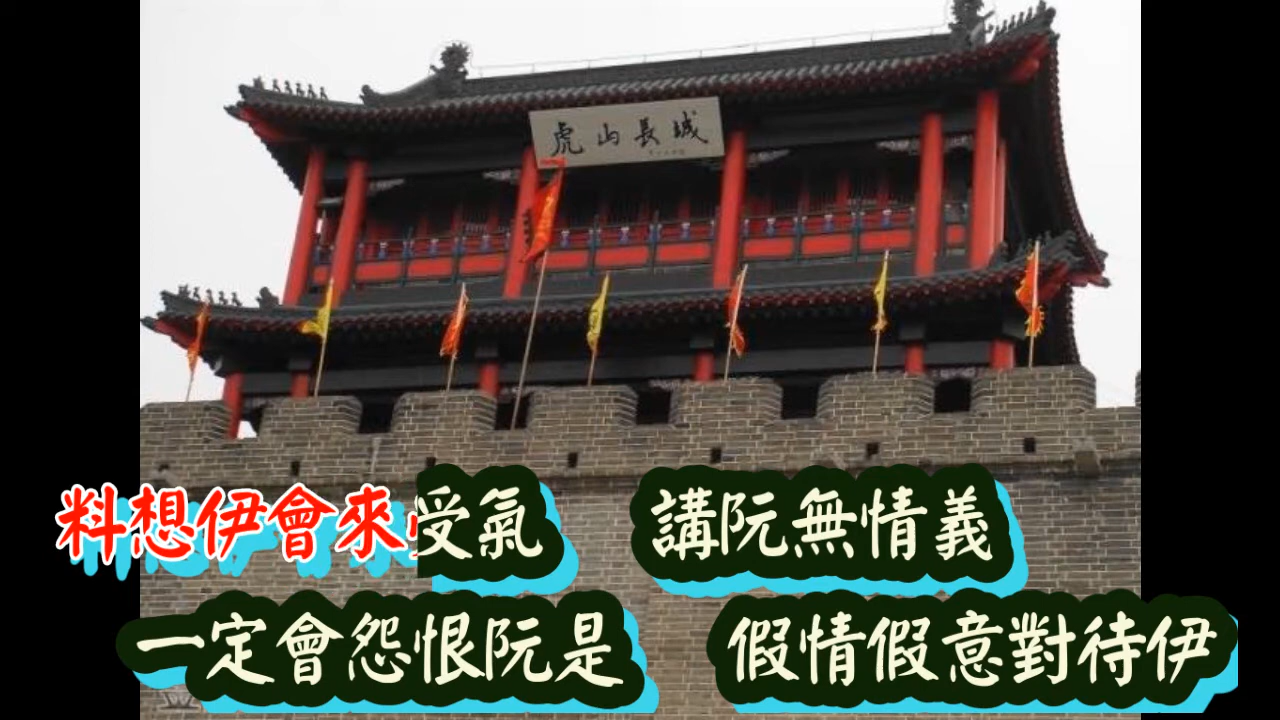 虎山長城
料想伊會來受氣 講阮無情義
一定會怨恨阮是 假情假意對待伊